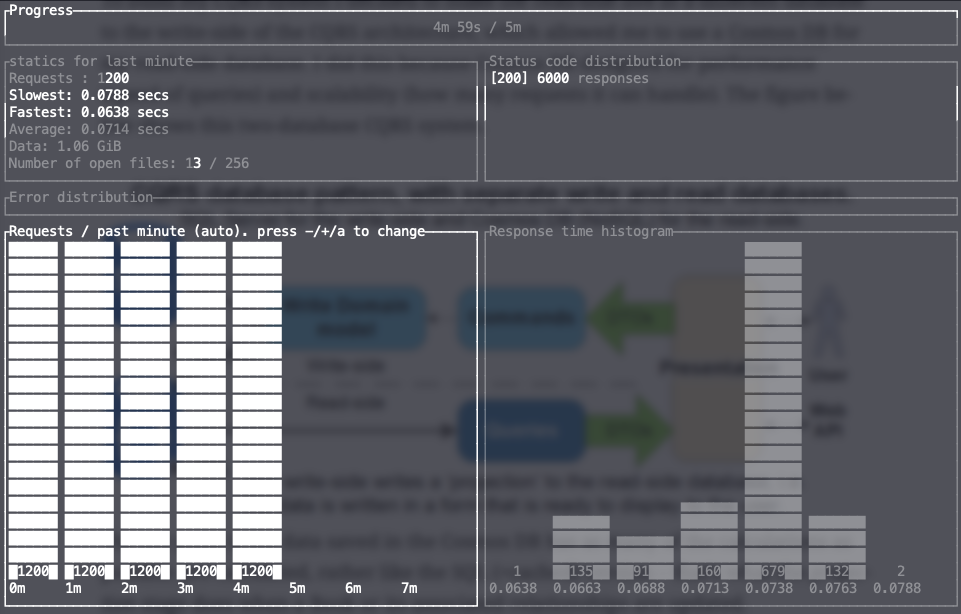 Progress
4m 59s / 5m
statics for last minute
Requests : 1200
Slowest: 0.0788 secs
Fastest: 0.0638 secs
Average: 0.0714 secs
Data: 1.06 GiB
Number of open files: 13 / 256
Status code distribution
[200] 6000 responses
Error distribution
Requests / past minute (auto). press -/+/a to change
1200 1200 1200 1200 1200
0m 1m 2m 3m 4m 5m 6m 7m
Response time histogram
1 135 91 160 679 132 2
0.0638 0.0663 0.0688 0.0713 0.0738 0.0763 0.0788